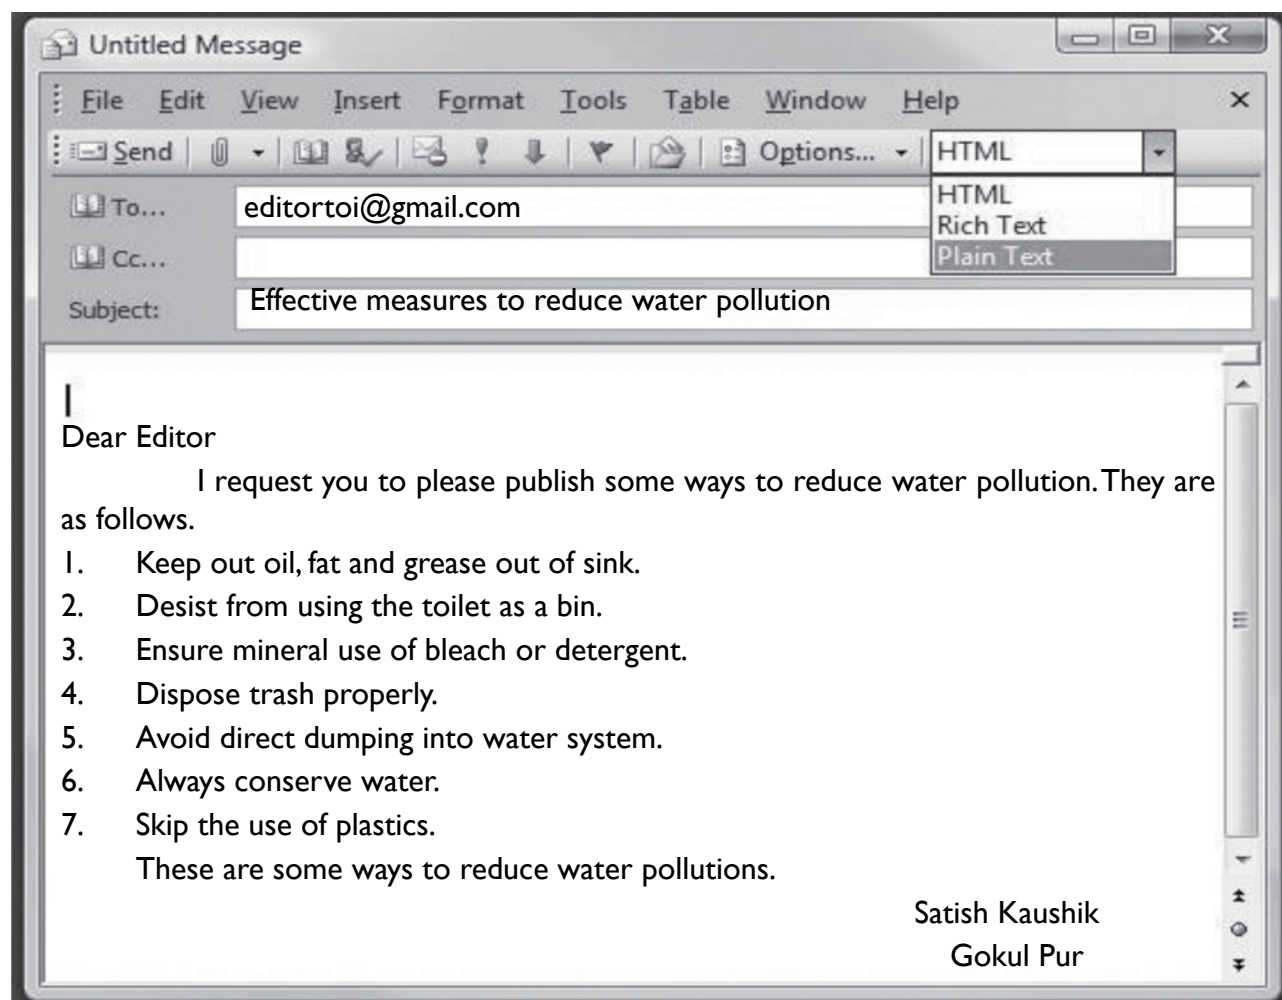 Untitled Message
File Edit View Insert Format Tools Table Window Help
Send Options... HTML
HTML
Rich Text
Plain Text
To... editortoi@gmail.com
Cc...
Subject: Effective measures to reduce water pollution
Dear Editor
I request you to please publish some ways to reduce water pollution. They are
as follows.
1. Keep out oil, fat and grease out of sink.
2. Desist from using the toilet as a bin.
3. Ensure mineral use of bleach or detergent.
4. Dispose trash properly.
5. Avoid direct dumping into water system.
6. Always conserve water.
7. Skip the use of plastics.
These are some ways to reduce water pollutions.
Satish Kaushik
Gokul Pur